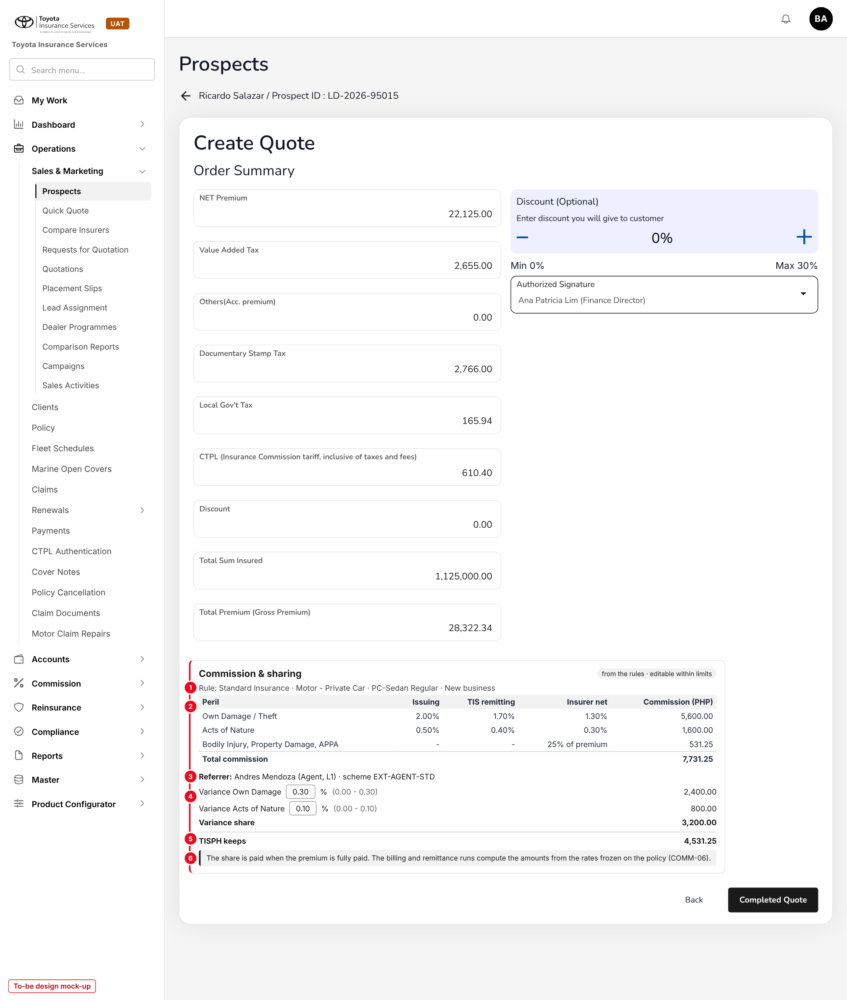 Toyota
Insurance Services
UAT
Toyota Insurance Services
Search menu...
My Work
Dashboard
Operations
Sales & Marketing
Prospects
Quick Quote
Compare Insurers
Requests for Quotation
Quotations
Placement Slips
Lead Assignment
Dealer Programmes
Comparison Reports
Campaigns
Sales Activities
Clients
Policy
Fleet Schedules
Marine Open Covers
Claims
Renewals
Payments
CTPL Authentication
Cover Notes
Policy Cancellation
Claim Documents
Motor Claim Repairs
Accounts
Commission
Reinsurance
Compliance
Reports
Master
Product Configurator
To-be design mock-up
BA
Prospects
Ricardo Salazar / Prospect ID : LD-2026-95015
Create Quote
Order Summary
NET Premium
22,125.00
Value Added Tax
2,655.00
Others(Acc. premium)
0.00
Documentary Stamp Tax
2,766.00
Local Gov't Tax
165.94
CTPL (Insurance Commission tariff, inclusive of taxes and fees)
610.40
Discount
0.00
Total Sum Insured
1,125,000.00
Total Premium (Gross Premium)
28,322.34
Discount (Optional)
Enter discount you will give to customer
0%
Min 0% Max 30%
Authorized Signature
Ana Patricia Lim (Finance Director)
Commission & sharing from the rules · editable within limits
1 Rule: Standard Insurance · Motor - Private Car · PC-Sedan Regular · New business
2 Peril Issuing TIS remitting Insurer net Commission (PHP)
Own Damage / Theft 2.00% 1.70% 1.30% 5,600.00
Acts of Nature 0.50% 0.40% 0.30% 1,600.00
Bodily Injury, Property Damage, APPA - - 25% of premium 531.25
Total commission 7,731.25
3 Referrer: Andres Mendoza (Agent, L1) · scheme EXT-AGENT-STD
4 Variance Own Damage 0.30 % (0.00 - 0.30) 2,400.00
Variance Acts of Nature 0.10 % (0.00 - 0.10) 800.00
Variance share 3,200.00
5 TISPH keeps 4,531.25
6 The share is paid when the premium is fully paid. The billing and remittance runs compute the amounts from the rates frozen on the policy (COMM-06).
Back
Completed Quote